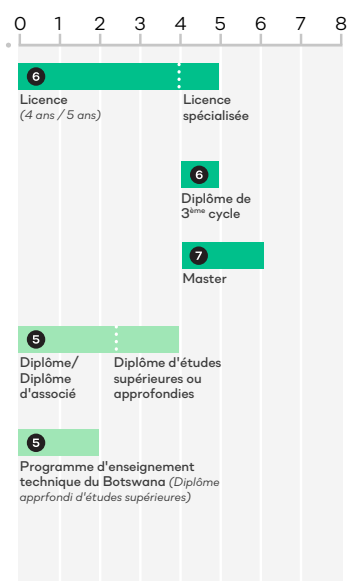 0 1 2 3 4 5 6 7 8
6
Licence
(4 ans / 5 ans)
Licence
spécialisée
6
Diplôme de
3ème cycle
7
Master
5
Diplôme/
Diplôme
d'associé
Diplôme d'études
supérieures ou
approfondies
5
Programme d'enseignement
technique du Botswana (Diplôme
apprfondi d'études supérieures)